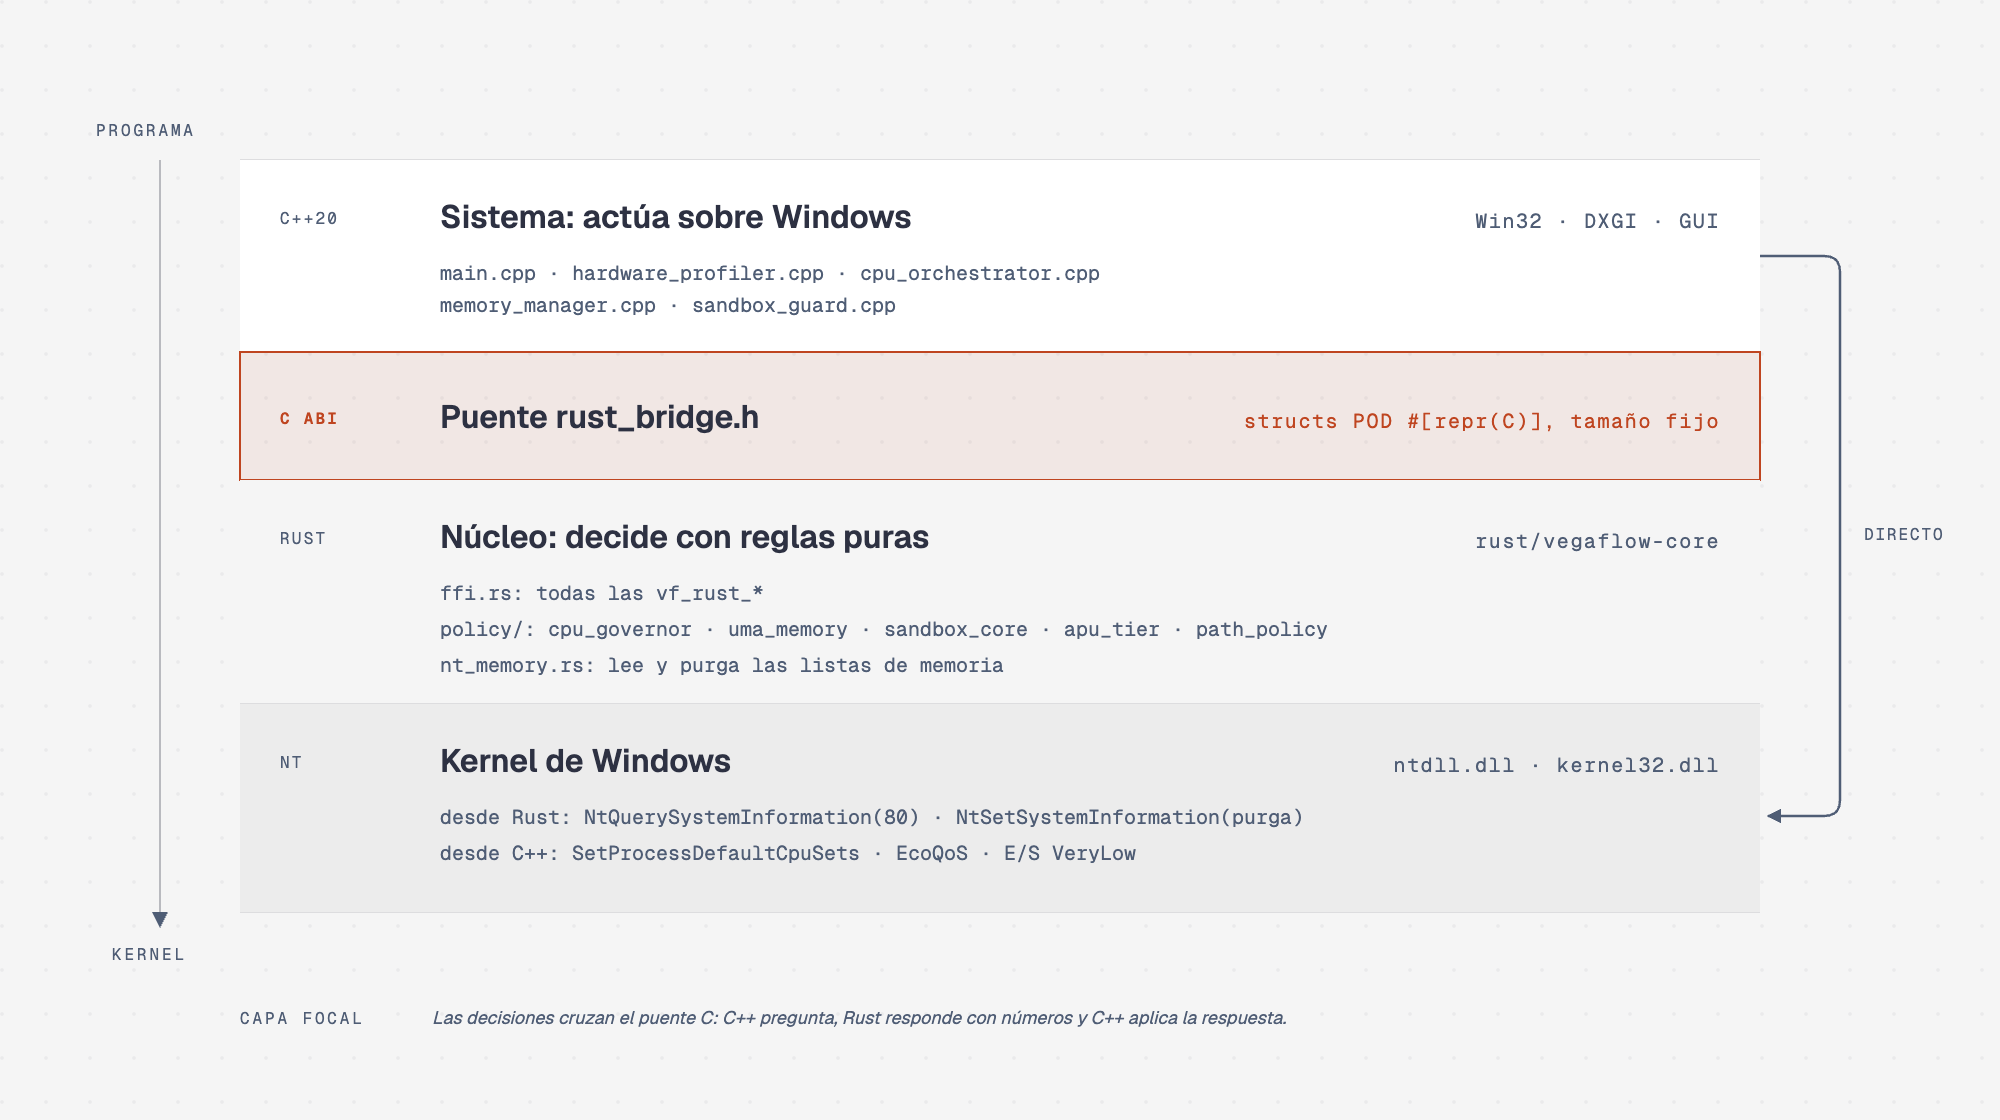 PROGRAMA
C++20
Sistema: actúa sobre Windows
Win32 · DXGI · GUI
main.cpp · hardware_profiler.cpp · cpu_orchestrator.cpp
memory_manager.cpp · sandbox_guard.cpp
C ABI
Puente rust_bridge.h
structs POD #[repr(C)], tamaño fijo
RUST
Núcleo: decide con reglas puras
rust/vegaflow-core
DIRECTO
ffi.rs: todas las vf_rust_*
policy/: cpu_governor · uma_memory · sandbox_core · apu_tier · path_policy
nt_memory.rs: lee y purga las listas de memoria
NT
Kernel de Windows
ntdll.dll · kernel32.dll
desde Rust: NtQuerySystemInformation(80) · NtSetSystemInformation(purga)
desde C++: SetProcessDefaultCpuSets · EcoQoS · E/S VeryLow
KERNEL
CAPA FOCAL
Las decisiones cruzan el puente C: C++ pregunta, Rust responde con números y C++ aplica la respuesta.